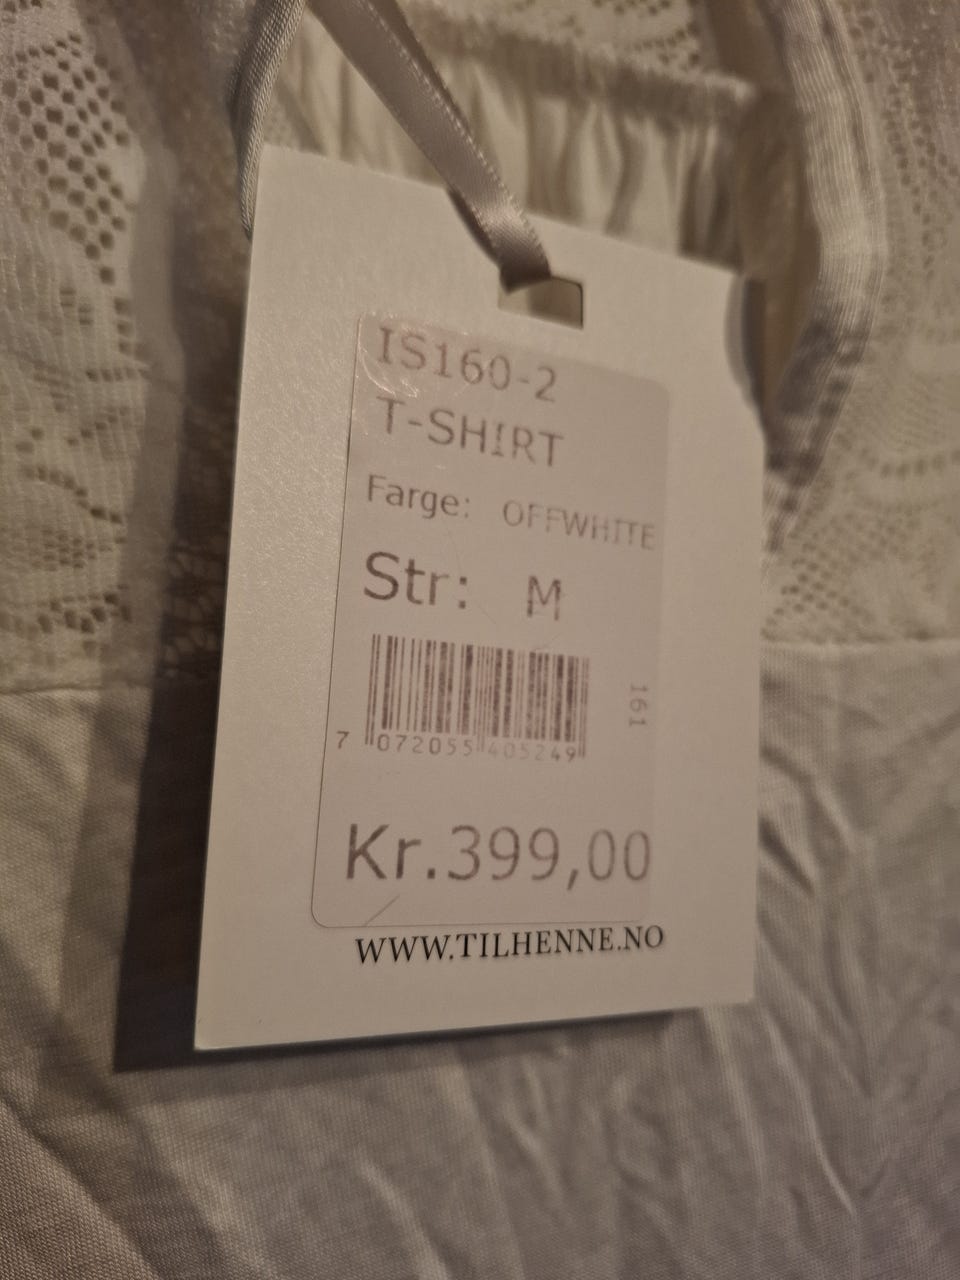 IS160-2
T-SHIRT
Farge: OFFWHITE
Str: M
161
7 072055 405249
Kr.399,00
WWW.TILHENNE.NO